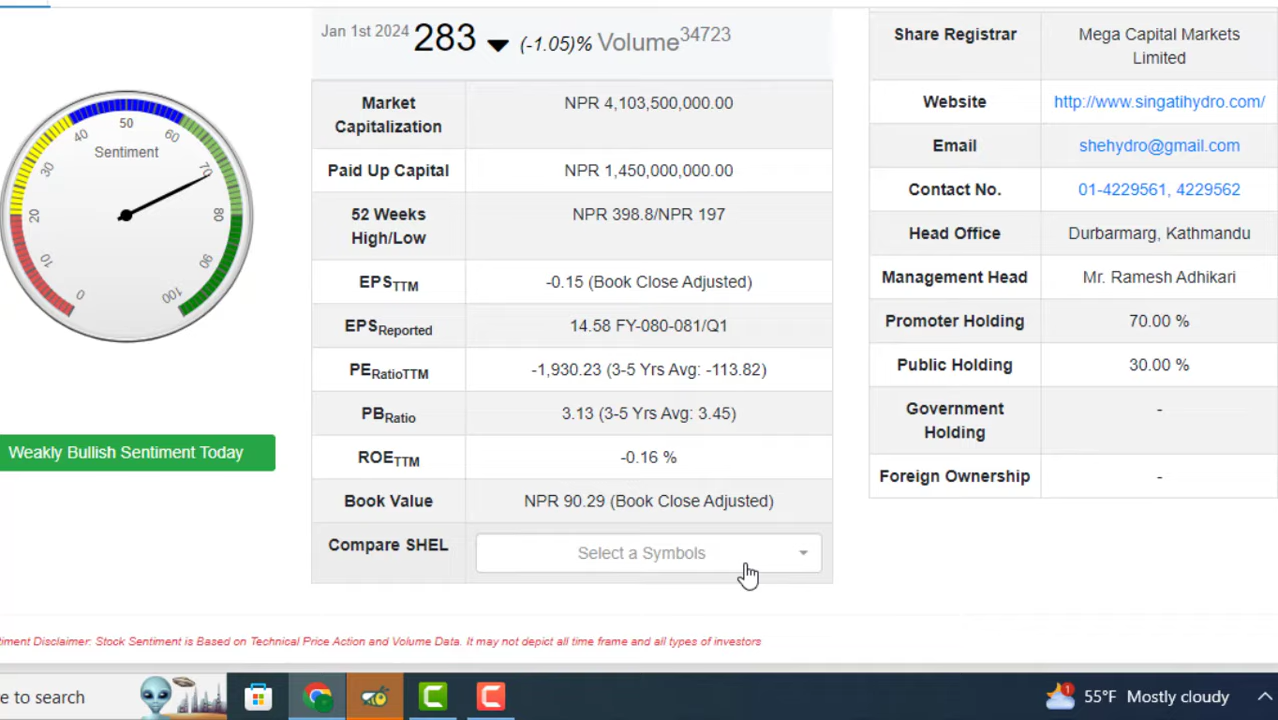 Jan 1st 2024 283 (-1.05)% Volume 34723
0
10
20
30
40
50
60
70
80
90
100
Sentiment
Weakly Bullish Sentiment Today
Market Capitalization NPR 4,103,500,000.00
Paid Up Capital NPR 1,450,000,000.00
52 Weeks High/Low NPR 398.8/NPR 197
EPSTTM -0.15 (Book Close Adjusted)
EPSReported 14.58 FY-080-081/Q1
PERatioTTM -1,930.23 (3-5 Yrs Avg: -113.82)
PBRatio 3.13 (3-5 Yrs Avg: 3.45)
ROETTM -0.16 %
Book Value NPR 90.29 (Book Close Adjusted)
Compare SHEL Select a Symbols
Share Registrar Mega Capital Markets Limited
Website http://www.singatihydro.com/
Email shehydro@gmail.com
Contact No. 01-4229561, 4229562
Head Office Durbarmarg, Kathmandu
Management Head Mr. Ramesh Adhikari
Promoter Holding 70.00 %
Public Holding 30.00 %
Government Holding -
Foreign Ownership -
timent Disclaimer: Stock Sentiment is Based on Technical Price Action and Volume Data. It may not depict all time frame and all types of investors
e to search
1
55°F Mostly cloudy